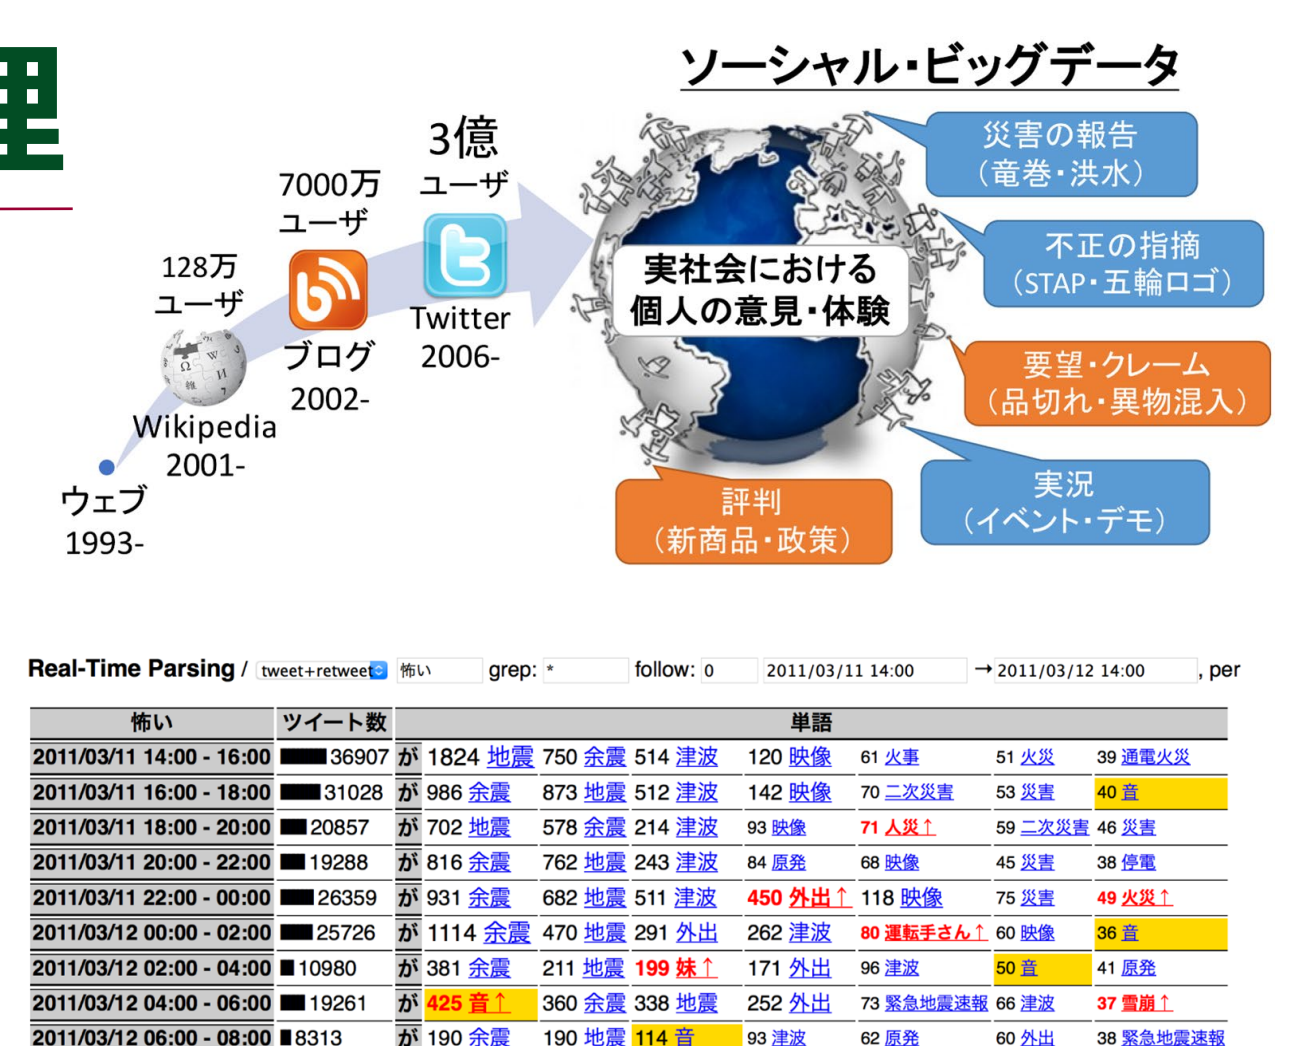 理
ソーシャル・ビッグデータ
3億
ユーザ
7000万
ユーザ
128万
ユーザ
Twitter
2006-
ブログ
2002-
Wikipedia
2001-
ウェブ
1993-
実社会における
個人の意見・体験
災害の報告
（竜巻・洪水）
不正の指摘
（STAP・五輪ロゴ）
要望・クレーム
（品切れ・異物混入）
実況
（イベント・デモ）
評判
（新商品・政策）
Real-Time Parsing / tweet+retweet 怖い grep: * follow: 0 2011/03/11 14:00 →2011/03/12 14:00 , per
怖い ツイート数 単語
2011/03/11 14:00 - 16:00 36907 が 1824 地震 750 余震 514 津波 120 映像 61 火事 51 火災 39 通電火災
2011/03/11 16:00 - 18:00 31028 が 986 余震 873 地震 512 津波 142 映像 70 二次災害 53 災害 40 音
2011/03/11 18:00 - 20:00 20857 が 702 地震 578 余震 214 津波 93 映像 71 人災↑ 59 二次災害 46 災害
2011/03/11 20:00 - 22:00 19288 が 816 余震 762 地震 243 津波 84 原発 68 映像 45 災害 38 停電
2011/03/11 22:00 - 00:00 26359 が 931 余震 682 地震 511 津波 450 外出↑ 118 映像 75 災害 49 火災↑
2011/03/12 00:00 - 02:00 25726 が 1114 余震 470 地震 291 外出 262 津波 80 運転手さん↑ 60 映像 36 音
2011/03/12 02:00 - 04:00 10980 が 381 余震 211 地震 199 妹↑ 171 外出 96 津波 50 音 41 原発
2011/03/12 04:00 - 06:00 19261 が 425 音↑ 360 余震 338 地震 252 外出 73 緊急地震速報 66 津波 37 雪崩↑
2011/03/12 06:00 - 08:00 8313 が 190 余震 190 地震 114 音 93 津波 62 原発 60 外出 38 緊急地震速報